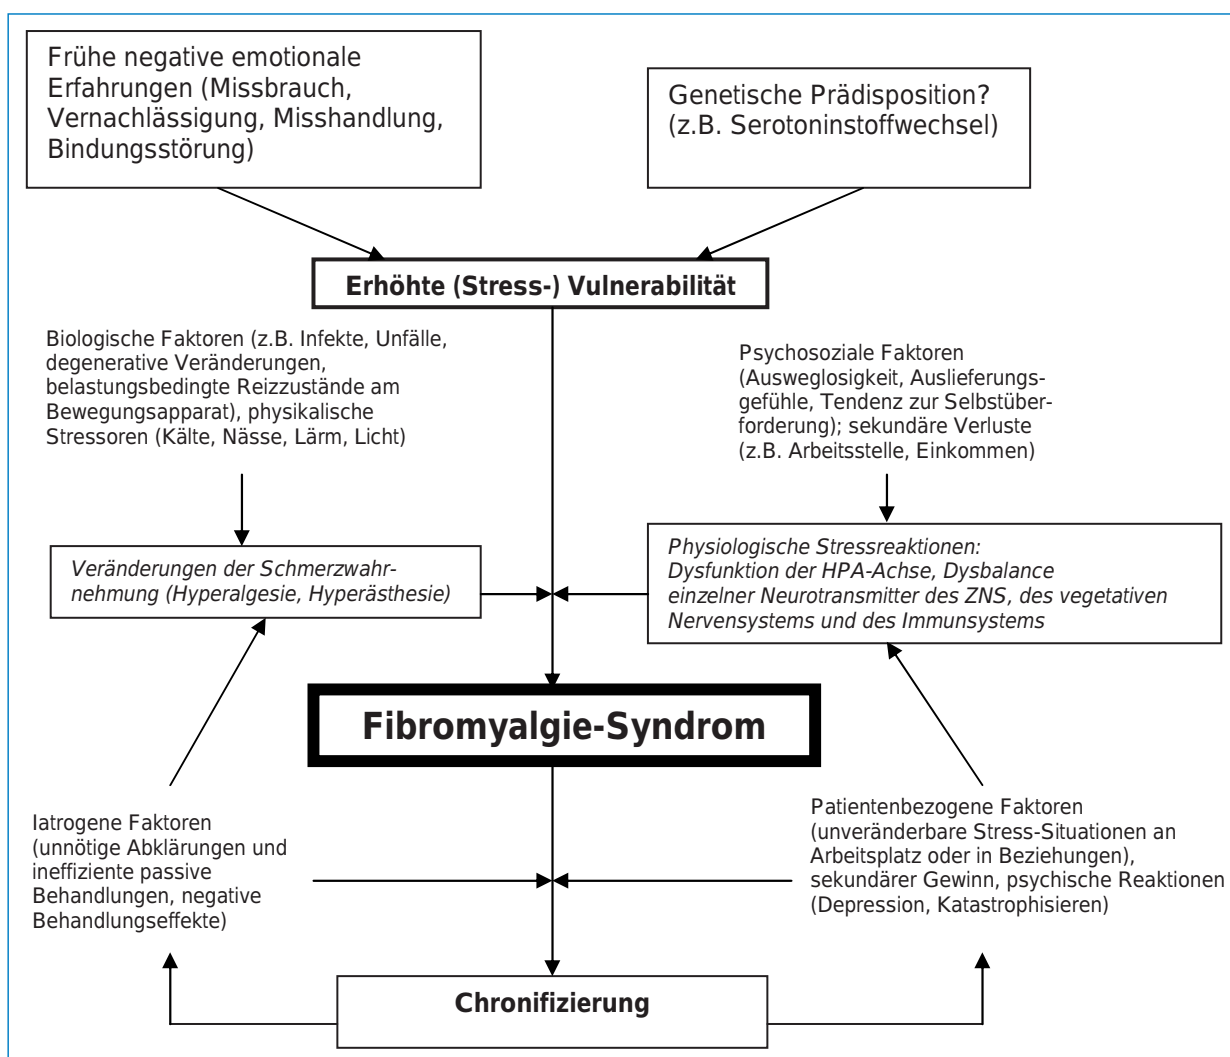 Frühe negative emotionale
Erfahrungen (Missbrauch,
Vernachlässigung, Misshandlung,
Bindungsstörung)
Genetische Prädisposition?
(z.B. Serotoninstoffwechsel)
Erhöhte (Stress-) Vulnerabilität
Biologische Faktoren (z.B. Infekte, Unfälle,
degenerative Veränderungen,
belastungsbedingte Reizzustände am
Bewegungsapparat), physikalische
Stressoren (Kälte, Nässe, Lärm, Licht)
Psychosoziale Faktoren
(Ausweglosigkeit, Auslieferungs-
gefühle, Tendenz zur Selbstüber-
forderung); sekundäre Verluste
(z.B. Arbeitsstelle, Einkommen)
Veränderungen der Schmerzwahr-
nehmung (Hyperalgesie, Hyperästhesie)
Physiologische Stressreaktionen:
Dysfunktion der HPA-Achse, Dysbalance
einzelner Neurotransmitter des ZNS, des vegetativen
Nervensystems und des Immunsystems
Fibromyalgie-Syndrom
Iatrogene Faktoren
(unnötige Abklärungen und
ineffiziente passive
Behandlungen, negative
Behandlungseffekte)
Patientenbezogene Faktoren
(unveränderbare Stress-Situationen an
Arbeitsplatz oder in Beziehungen),
sekundärer Gewinn, psychische Reaktionen
(Depression, Katastrophisieren)
Chronifizierung